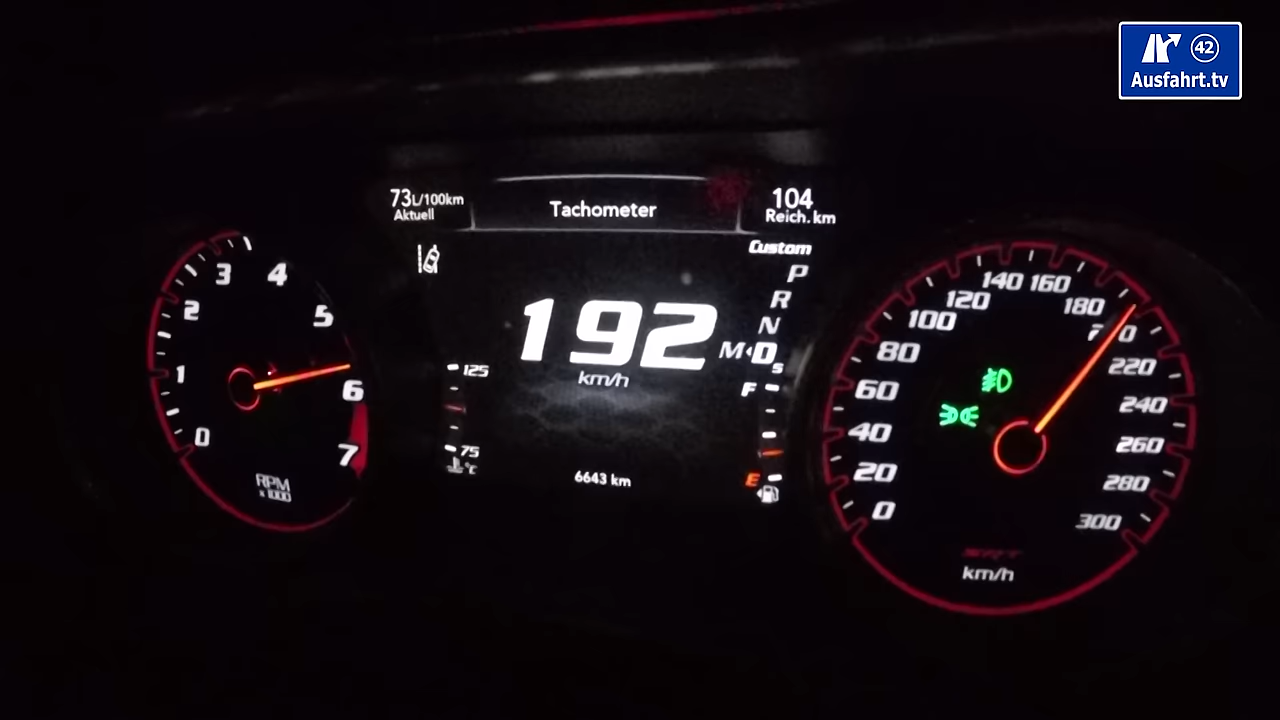 42
Ausfahrt.tv
73L/100km
Aktuell
Tachometer
104
Reich. km
Custom
P
R
N
M D
S
192
km/h
125
75
°C
F
E
6643 km
0
1
2
3
4
5
6
7
RPM
x 1000
0
20
40
60
80
100
120
140
160
180
220
240
260
280
300
SRT
km/h